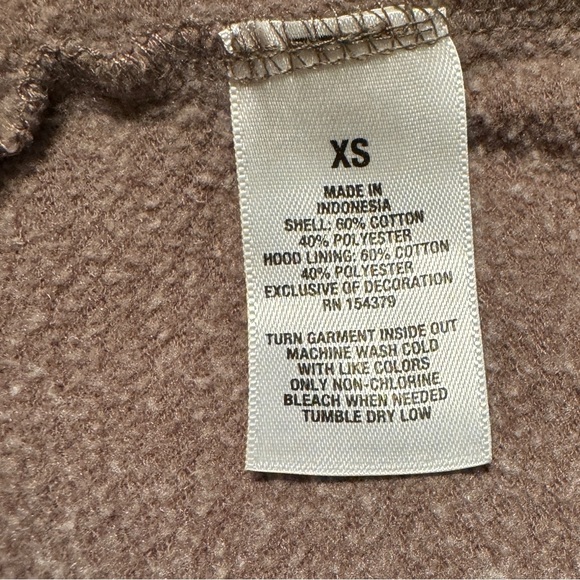 XS
MADE IN
INDONESIA
SHELL: 60% COTTON
40% POLYESTER
HOOD LINING: 60% COTTON
40% POLYESTER
EXCLUSIVE OF DECORATION
RN 154379
TURN GARMENT INSIDE OUT
MACHINE WASH COLD
WITH LIKE COLORS
ONLY NON-CHLORINE
BLEACH WHEN NEEDED
TUMBLE DRY LOW